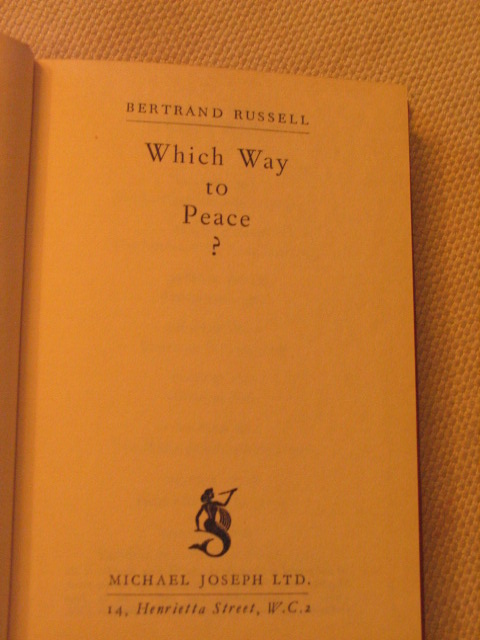 BERTRAND RUSSELL
Which Way
to
Peace
?
MICHAEL JOSEPH LTD.
14, Henrietta Street, W.C.2